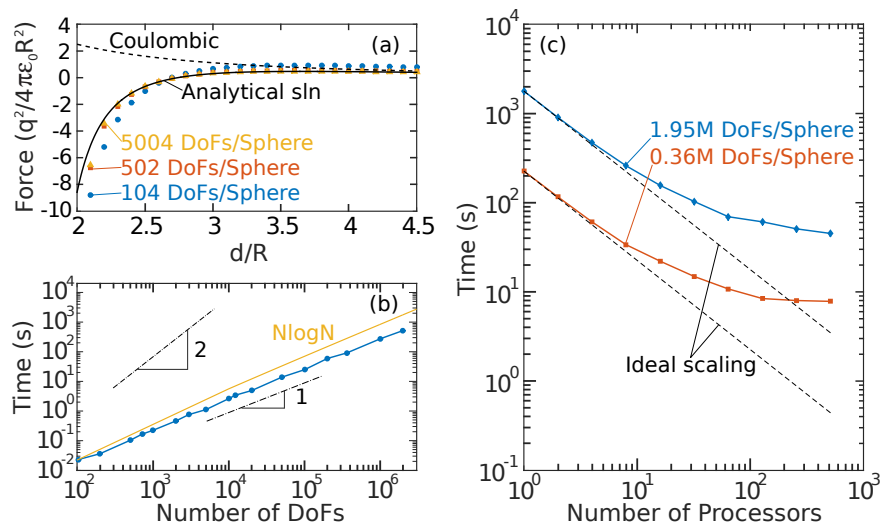 (a)
Coulombic
Analytical sln
5004 DoFs/Sphere
502 DoFs/Sphere
104 DoFs/Sphere
Force (q²/4πε₀R²)
4
2
0
-2
-4
-6
-8
-10
2 2.5 3 3.5 4 4.5
d/R
(b)
NlogN
2
1
Time (s)
10³
10³
10²
10¹
10⁰
10⁻¹
10⁻²
10² 10³ 10⁴ 10⁵ 10⁶
Number of DoFs
(c)
1.95M DoFs/Sphere
0.36M DoFs/Sphere
Ideal scaling
Time (s)
10⁴
10³
10²
10¹
10⁰
10⁻¹
10⁰ 10¹ 10² 10³
Number of Processors